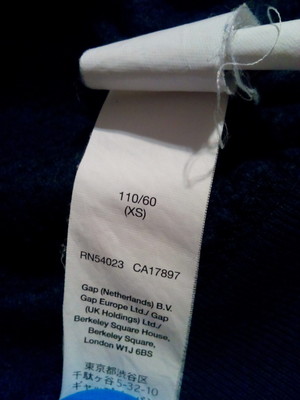 110/60
(XS)
RN54023 CA17897
Gap (Netherlands) B.V.
Gap Europe Ltd./ Gap
(UK Holdings) Ltd./
Berkeley Square House,
Berkeley Square,
London W1J 6BS
東京都渋谷区
千駄ヶ谷5-32-10